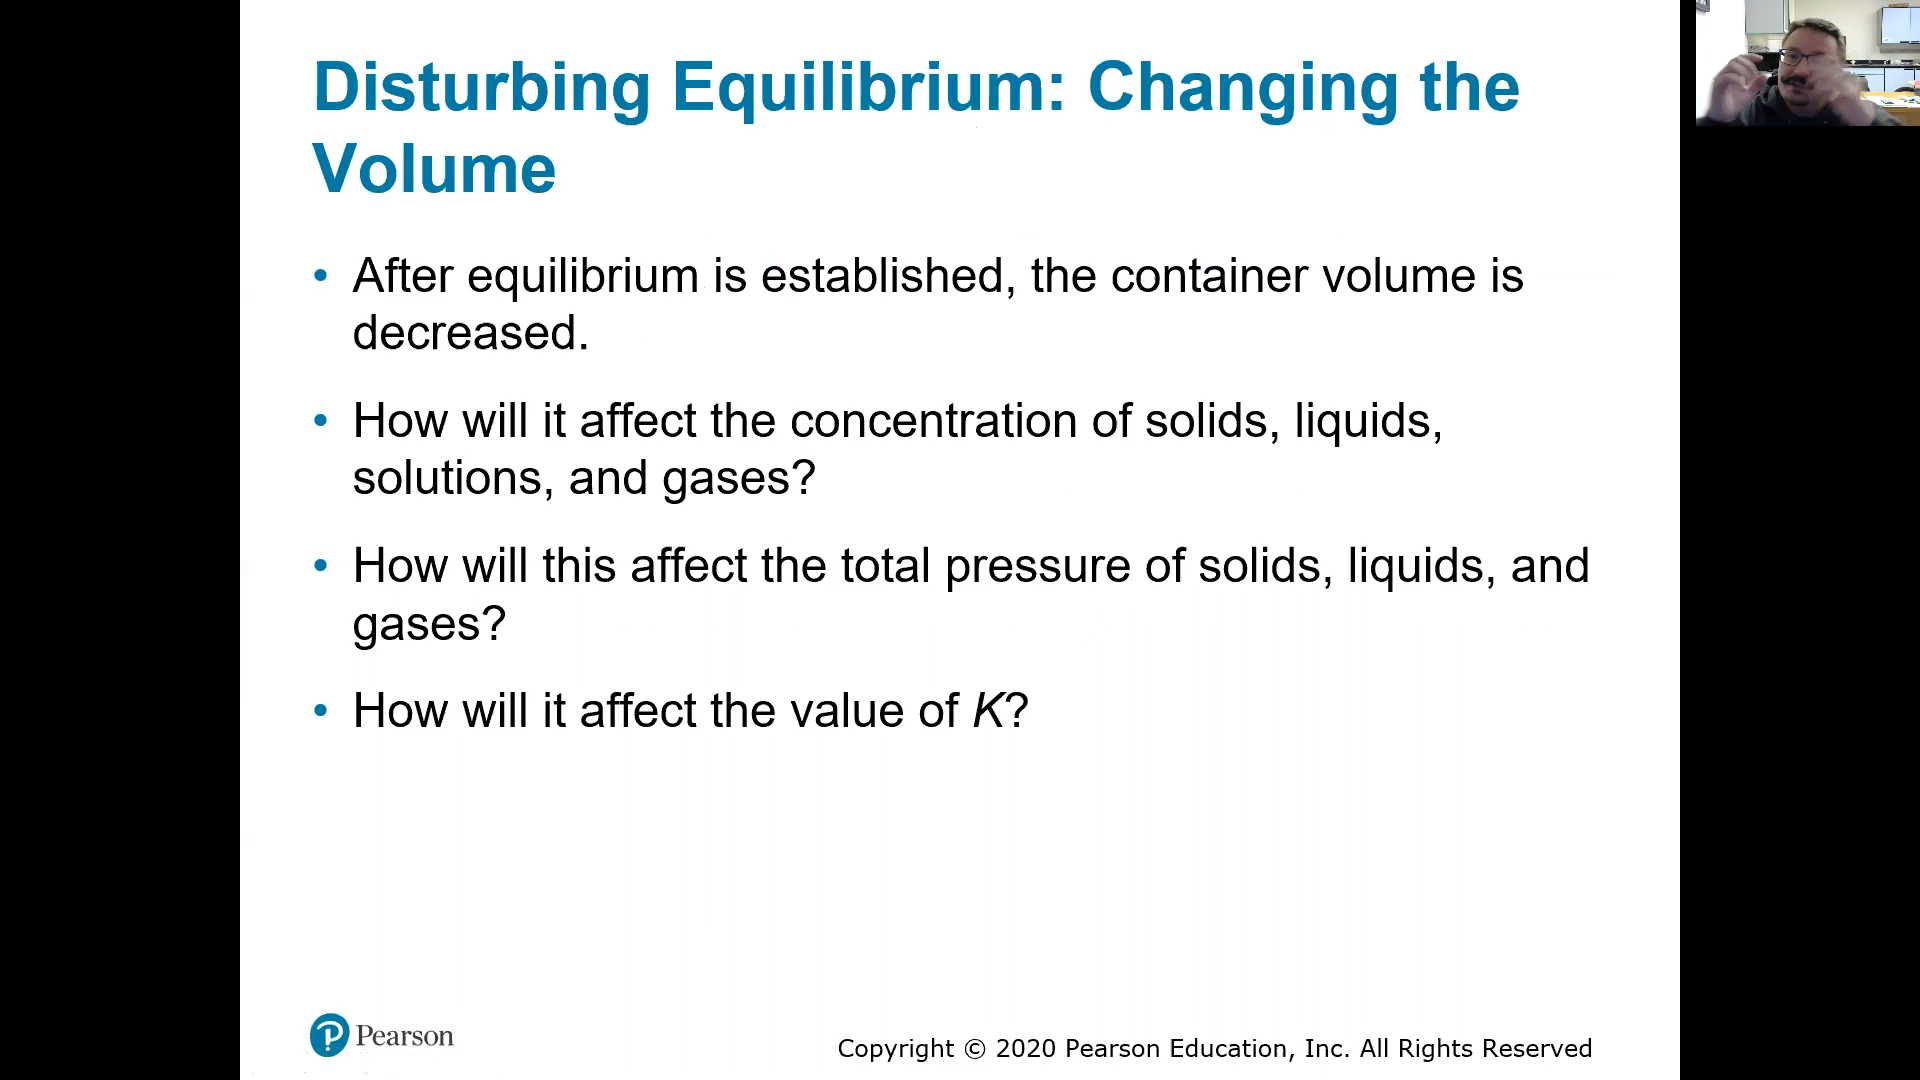 Disturbing Equilibrium: Changing the
Volume
• After equilibrium is established, the container volume is
decreased.
• How will it affect the concentration of solids, liquids,
solutions, and gases?
• How will this affect the total pressure of solids, liquids, and
gases?
• How will it affect the value of K?
Pearson
Copyright © 2020 Pearson Education, Inc. All Rights Reserved